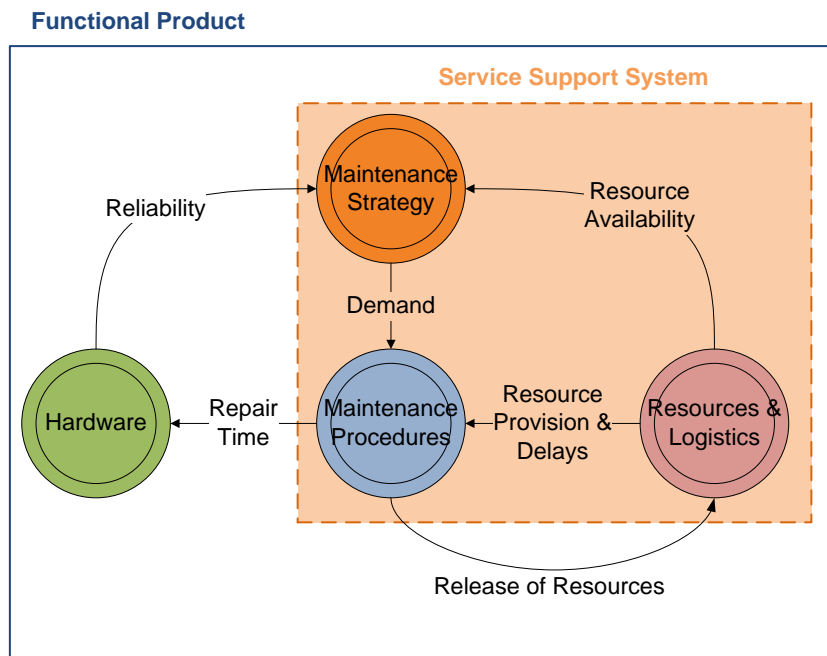 Functional Product
Service Support System
Maintenance
Strategy
Reliability
Resource
Availability
Demand
Hardware
Repair
Time
Maintenance
Procedures
Resource
Provision &
Delays
Resources &
Logistics
Release of Resources